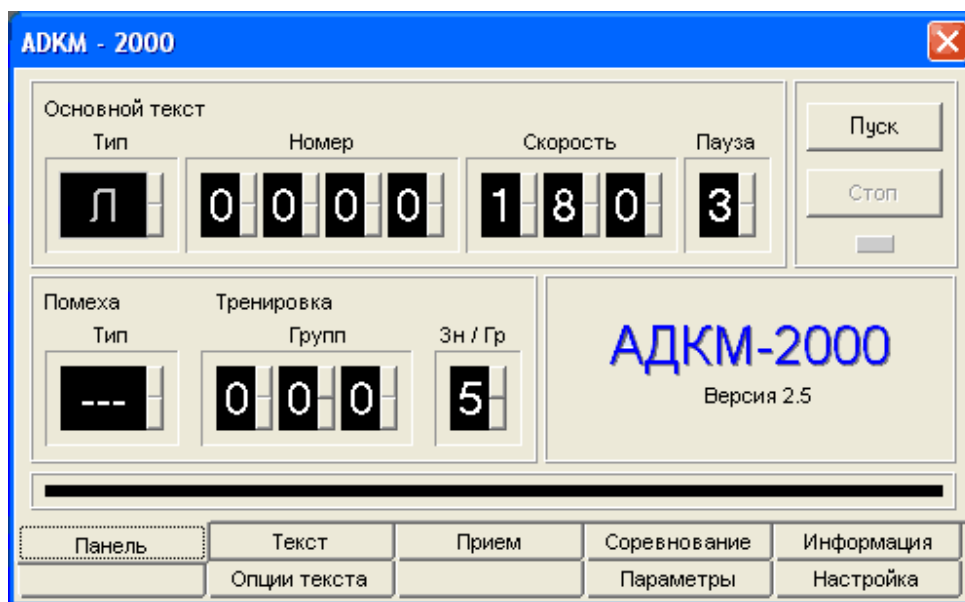 ADKM - 2000
Основной текст
Тип Номер Скорость Пауза
Л 0 0 0 0 1 8 0 3
Пуск
Стоп
Помеха Тренировка
Тип Групп Зн / Гр
--- 0 0 0 5
АДКМ-2000
Версия 2.5
Панель Текст Прием Соревнование Информация
Опции текста Параметры Настройка